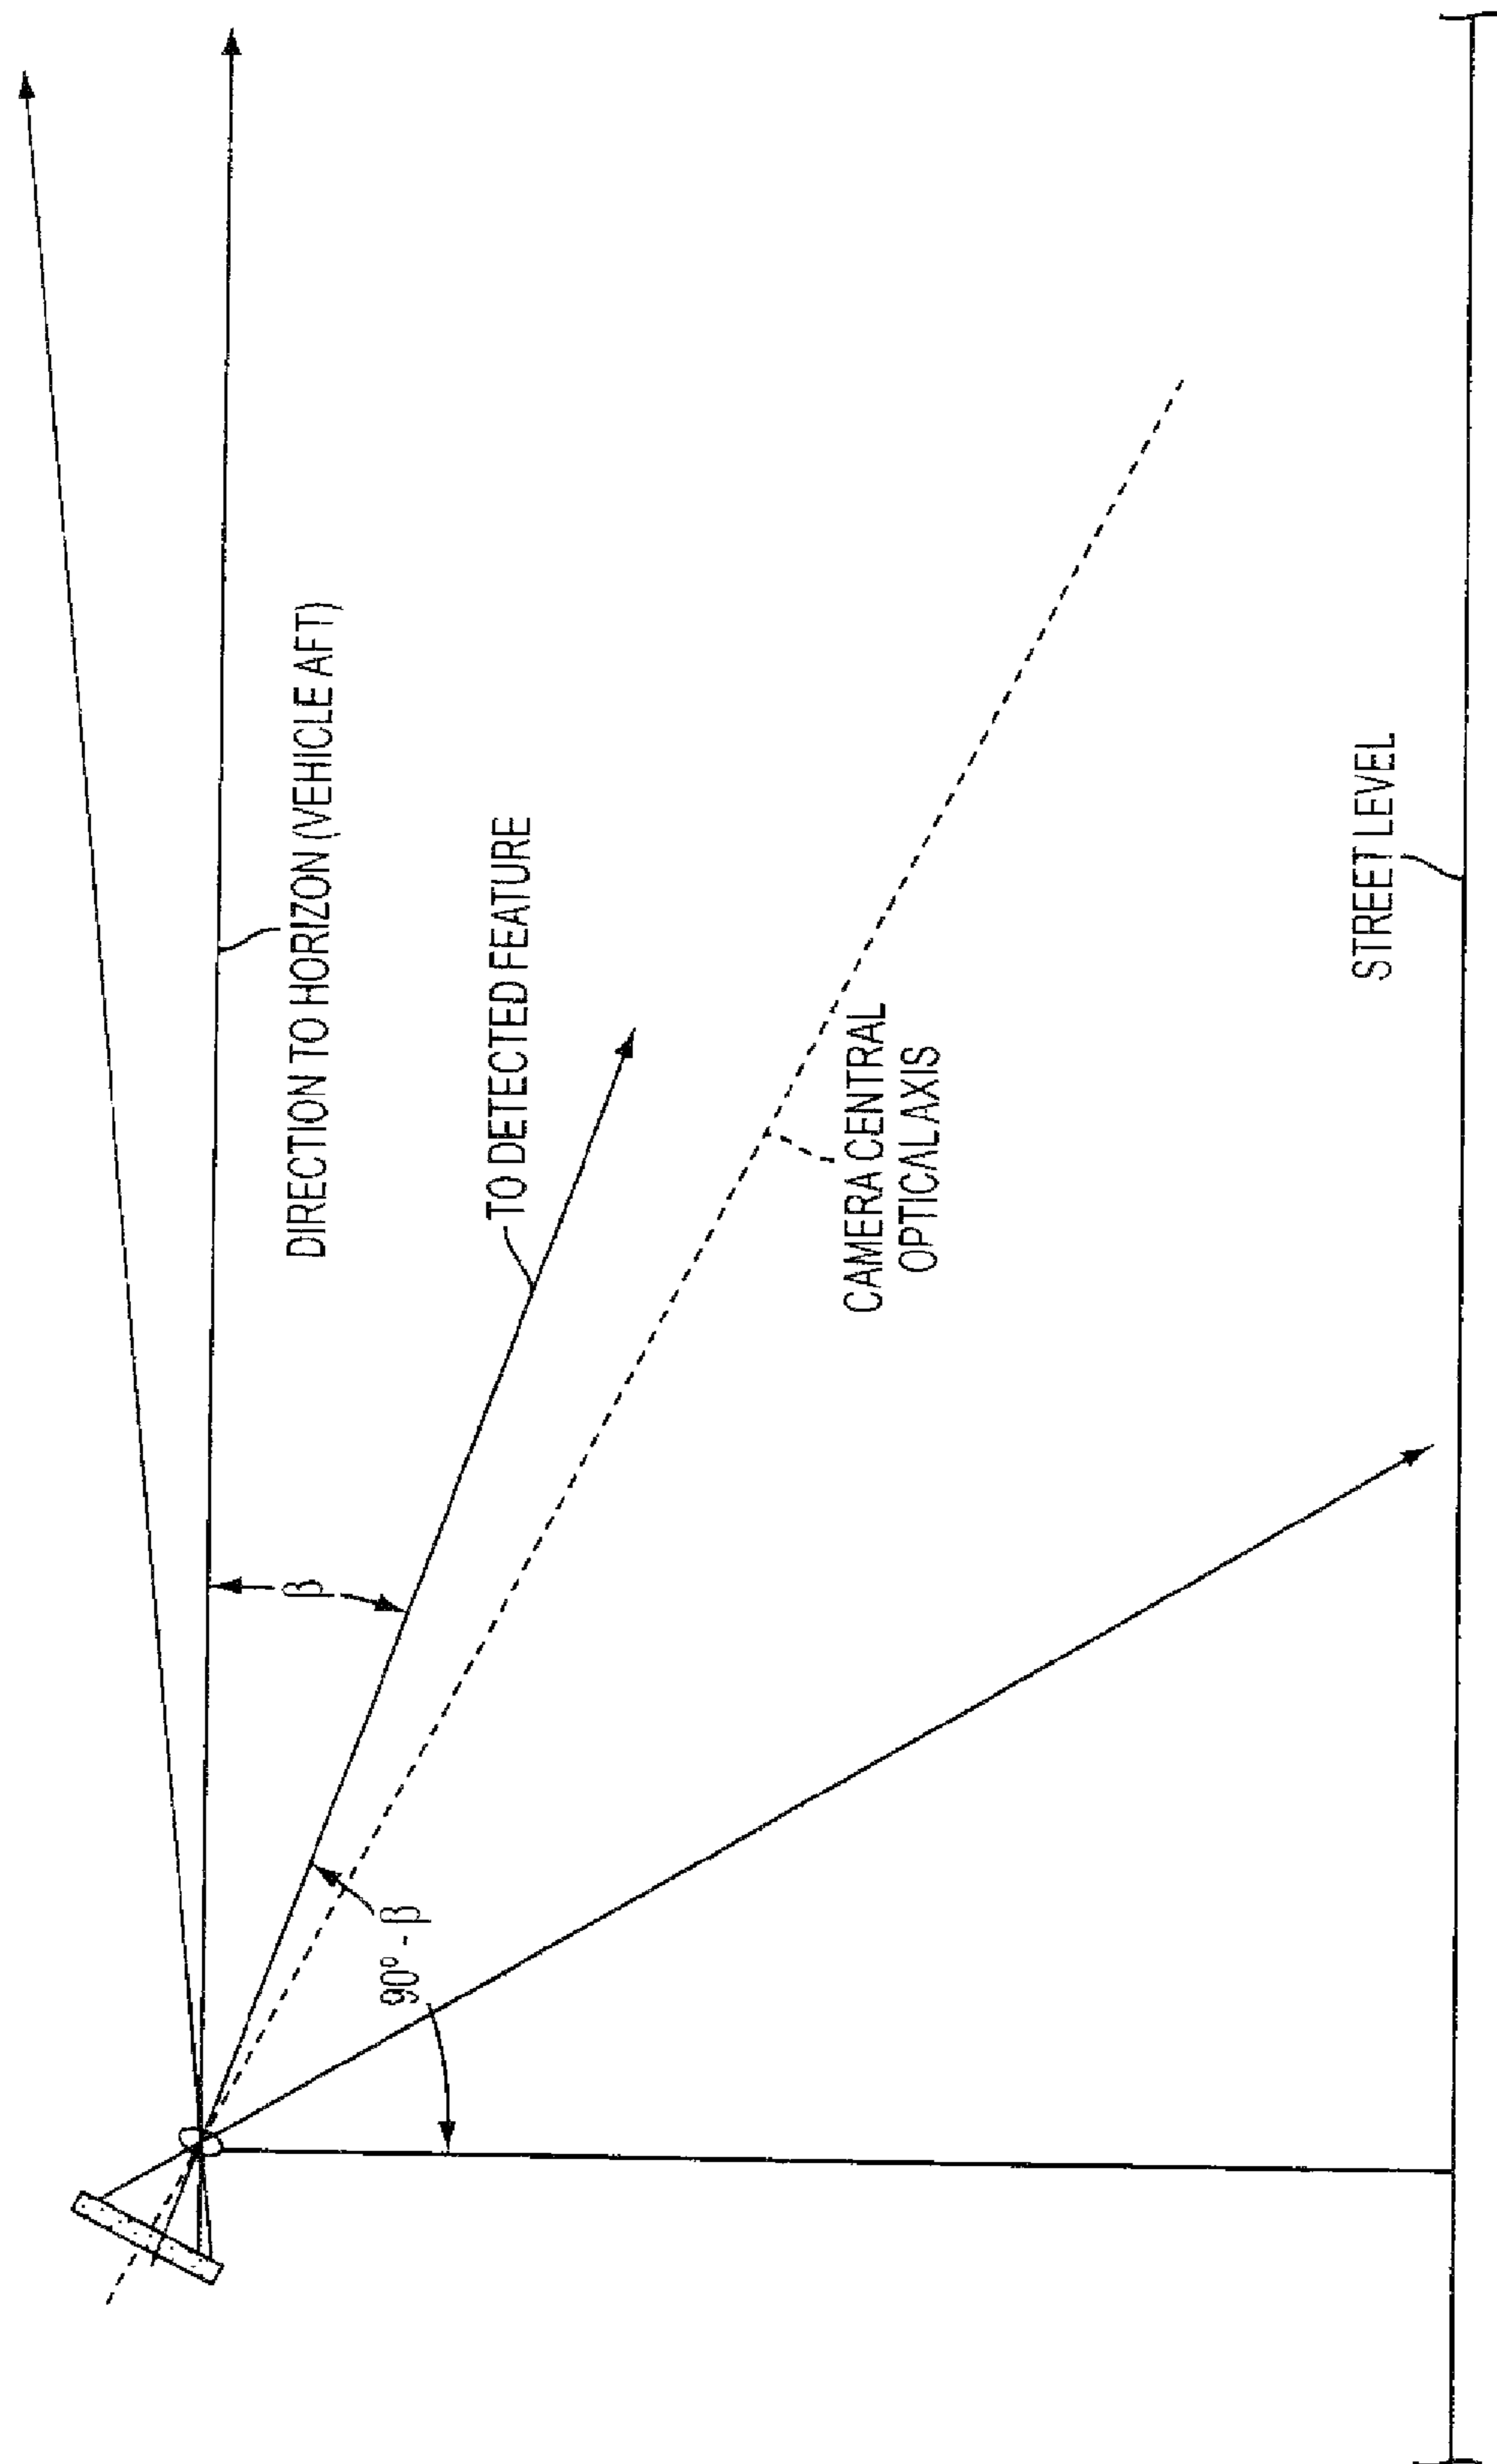 DIRECTION TO HORIZON (VEHICLE AFT)
β
TO DETECTED FEATURE
90° - β
CAMERA CENTRAL
OPTICAL AXIS
STREET LEVEL